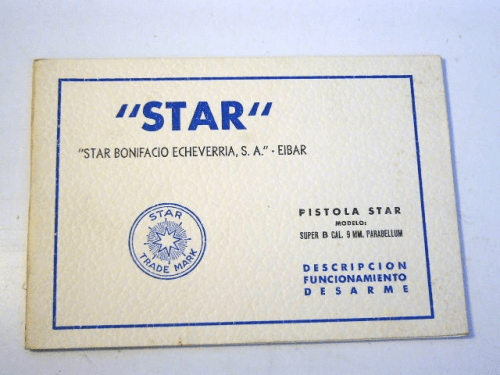 "STAR"
"STAR BONIFACIO ECHEVERRIA, S. A." - EIBAR
STAR
TRADE MARK
PISTOLA STAR
MODELO:
SUPER B CAL. 9 MM. PARABELLUM
DESCRIPCION
FUNCIONAMIENTO
DESARME